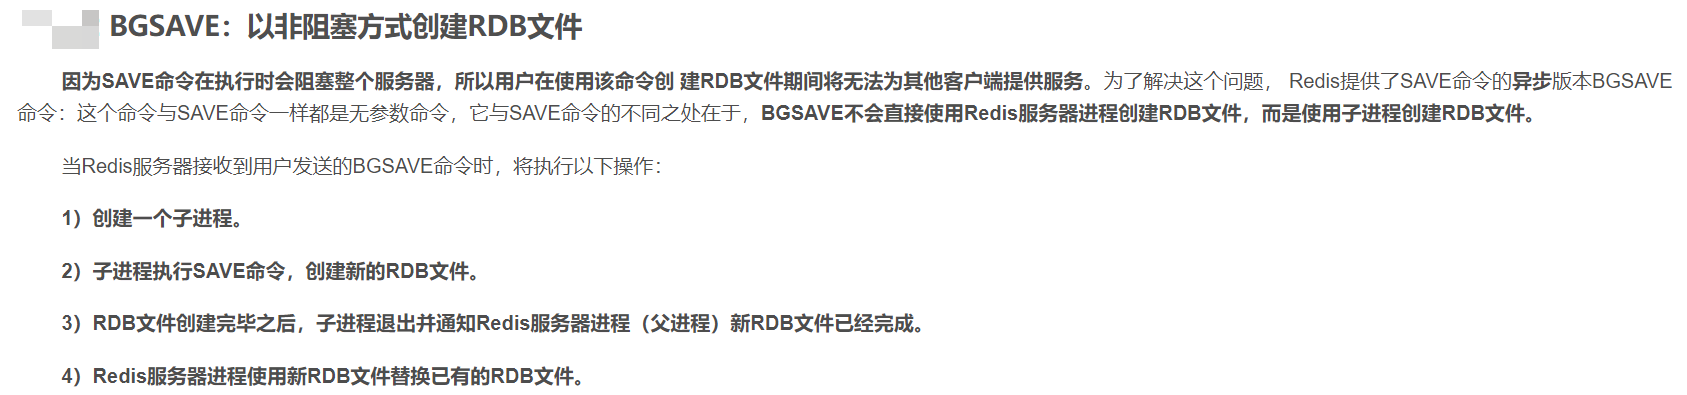 BGSAVE：以非阻塞方式创建RDB文件
因为SAVE命令在执行时会阻塞整个服务器，所以用户在使用该命令创 建RDB文件期间将无法为其他客户端提供服务。为了解决这个问题， Redis提供了SAVE命令的异步版本BGSAVE
命令：这个命令与SAVE命令一样都是无参数命令，它与SAVE命令的不同之处在于，BGSAVE不会直接使用Redis服务器进程创建RDB文件，而是使用子进程创建RDB文件。
当Redis服务器接收到用户发送的BGSAVE命令时，将执行以下操作：
1）创建一个子进程。
2）子进程执行SAVE命令，创建新的RDB文件。
3）RDB文件创建完毕之后，子进程退出并通知Redis服务器进程（父进程）新RDB文件已经完成。
4）Redis服务器进程使用新RDB文件替换已有的RDB文件。